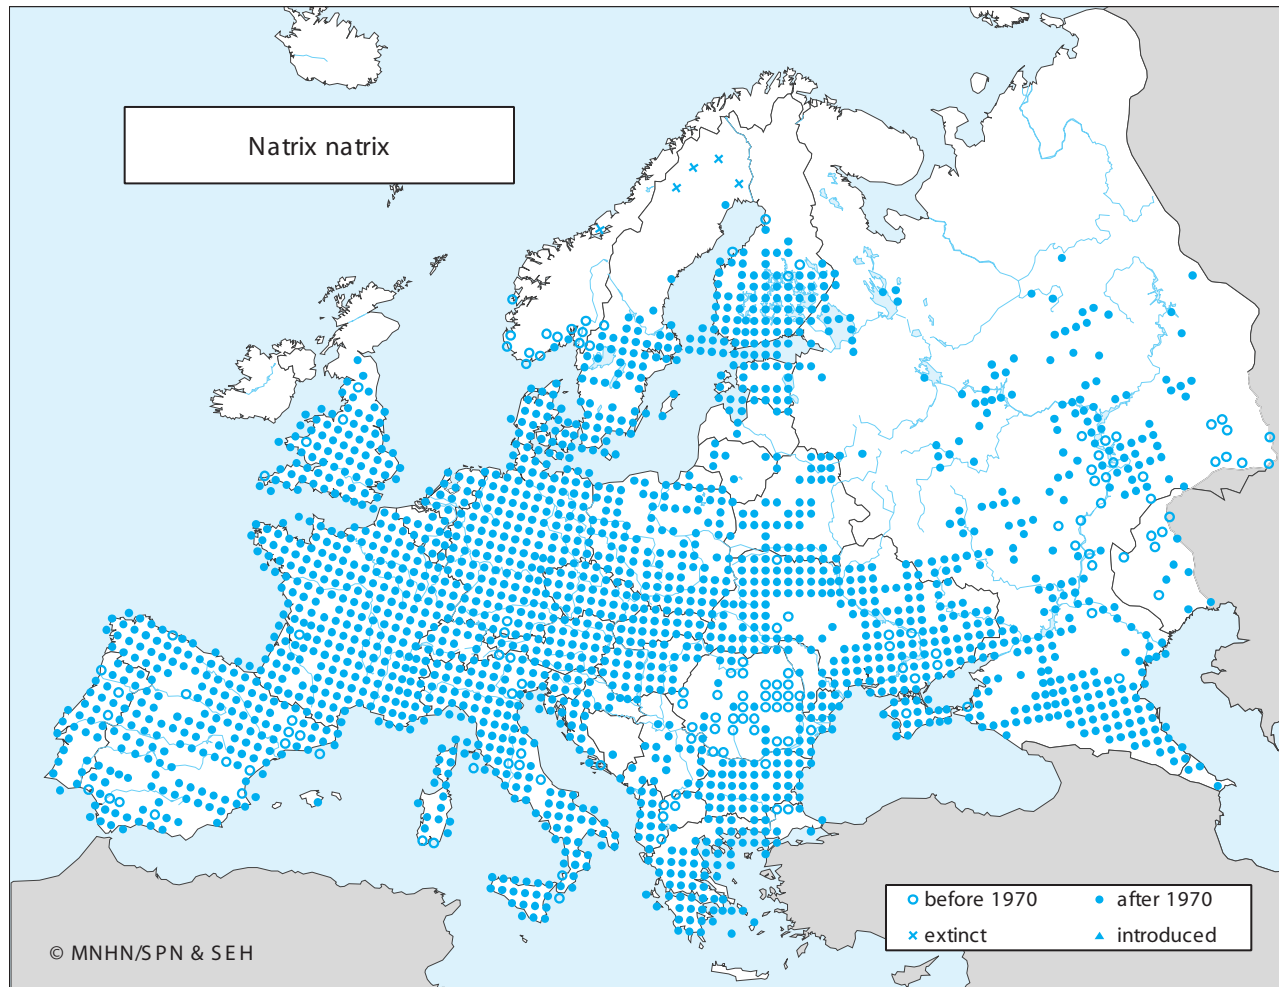 Natrix natrix
before 1970
after 1970
extinct
introduced
© MNHN/SPN & SEH